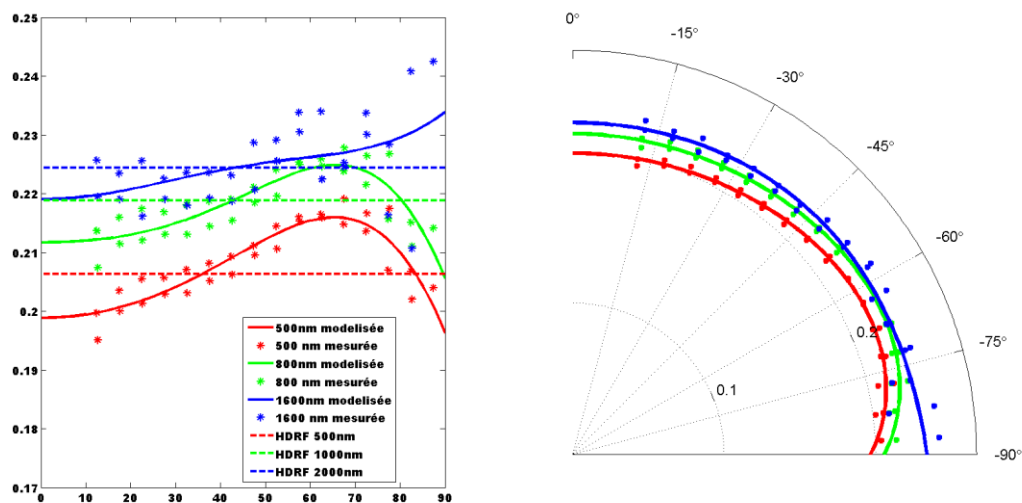 0.25
0.24
0.23
0.22
0.21
0.2
0.19
0.18
0.17
0 10 20 30 40 50 60 70 80 90
500nm modelisée
500 nm mesurée
800nm modelisée
800 nm mesurée
1600nm modelisée
1600 nm mesurée
HDRF 500nm
HDRF 1000nm
HDRF 2000nm
0°
-15°
-30°
-45°
-60°
-75°
-90°
0.2
0.1